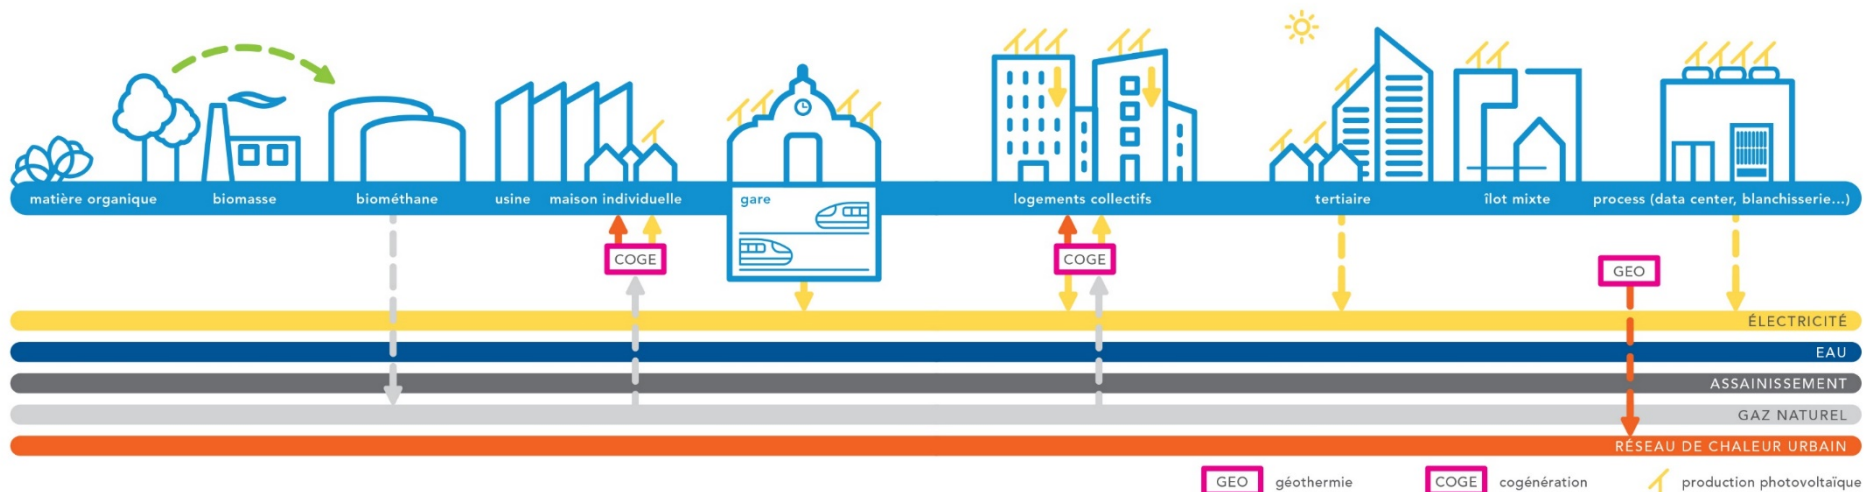 matière organique
biomasse
biométhane
usine
maison individuelle
gare
logements collectifs
tertiaire
îlot mixte
process (data center, blanchisserie...)
COGE
COGE
GEO
ÉLECTRICITÉ
EAU
ASSAINISSEMENT
GAZ NATUREL
RÉSEAU DE CHALEUR URBAIN
GEO géothermie
COGE cogénération
production photovoltaïque